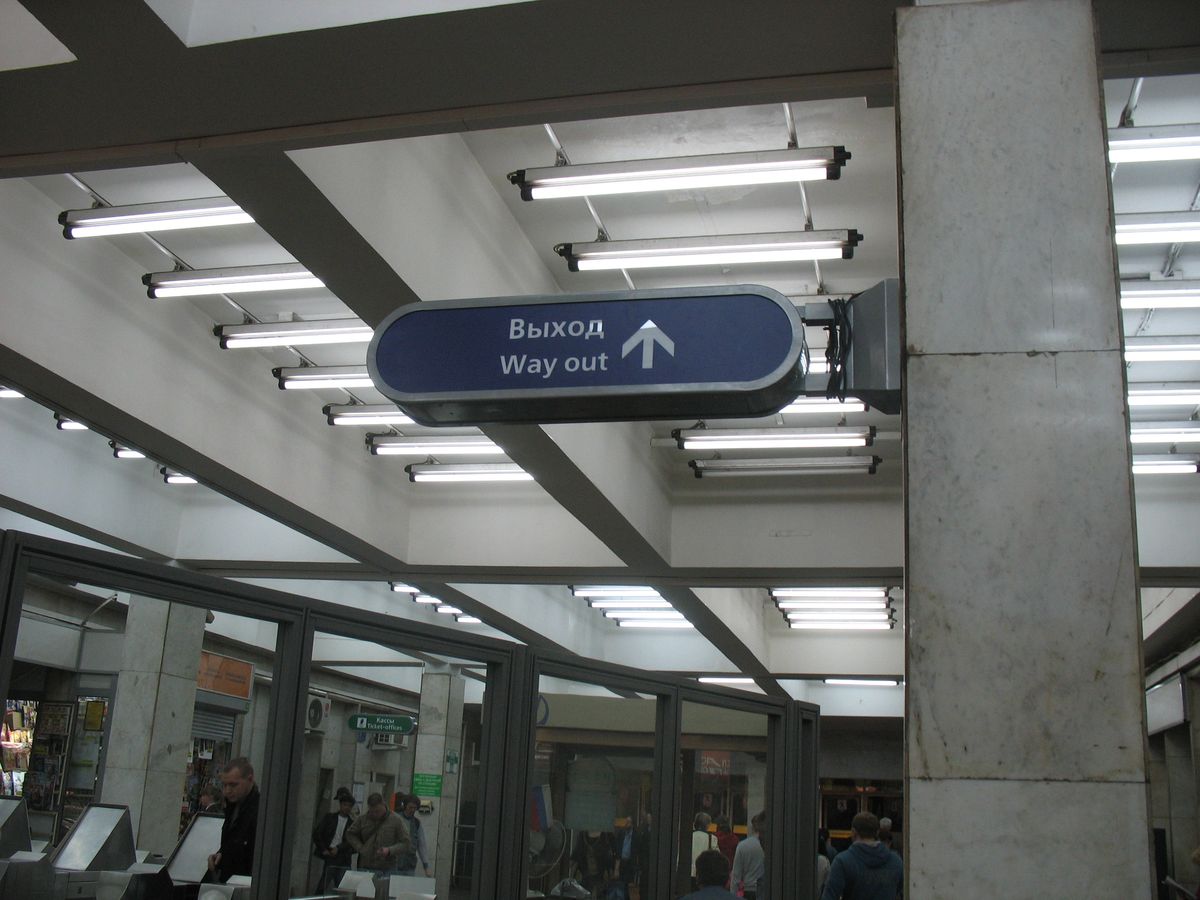 Выход
Way out
Кассы
Ticket-offices